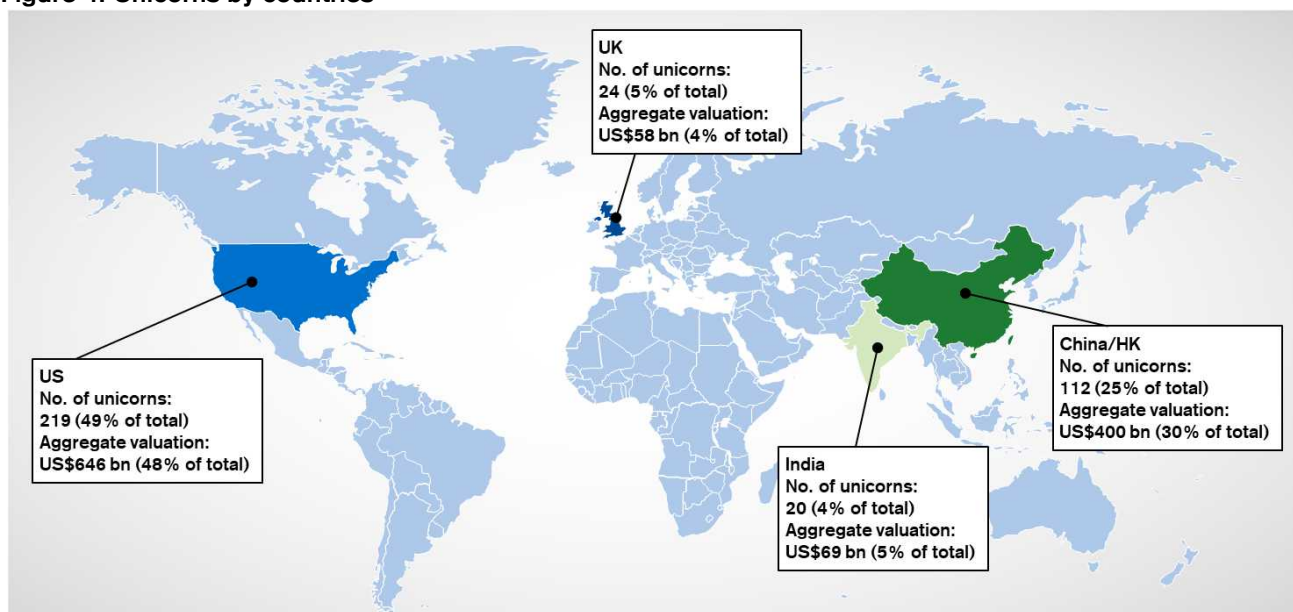 Figure Unicorns by countries
UK
No. of unicorns:
24 (5% of total)
Aggregate valuation:
US$58 bn (4% of total)
US
No. of unicorns:
219 (49% of total)
Aggregate valuation:
US$646 bn (48% of total)
China/HK
No. of unicorns:
112 (25% of total)
Aggregate valuation:
US$400 bn (30% of total)
India
No. of unicorns:
20 (4% of total)
Aggregate valuation:
US$69 bn (5% of total)